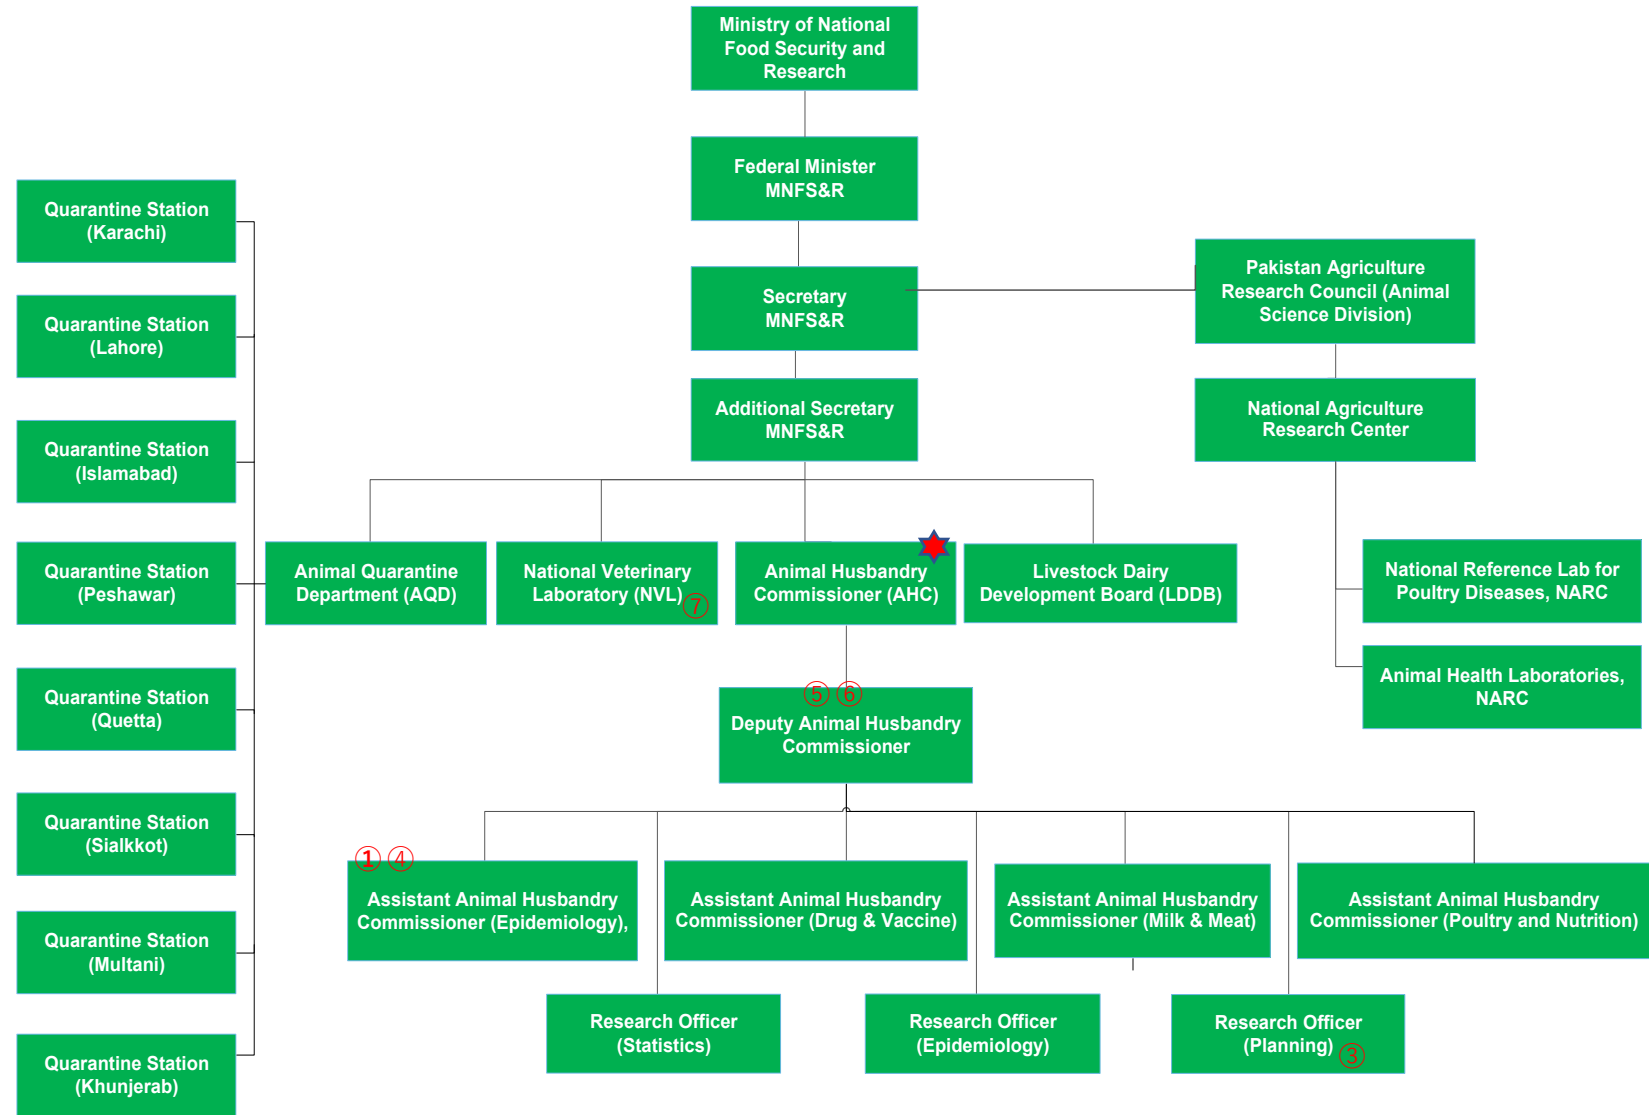 Ministry of National
Food Security and
Research
Federal Minister
MNFS&R
Secretary
MNFS&R
Additional Secretary
MNFS&R
Pakistan Agriculture
Research Council (Animal
Science Division)
National Agriculture
Research Center
National Reference Lab for
Poultry Diseases, NARC
Animal Health Laboratories,
NARC
Quarantine Station
(Karachi)
Quarantine Station
(Lahore)
Quarantine Station
(Islamabad)
Quarantine Station
(Peshawar)
Quarantine Station
(Quetta)
Quarantine Station
(Sialkkot)
Quarantine Station
(Multani)
Quarantine Station
(Khunjerab)
Animal Quarantine
Department (AQD)
National Veterinary
Laboratory (NVL)
⑦
Animal Husbandry
Commissioner (AHC)
Livestock Dairy
Development Board (LDDB)
⑤ ⑥
Deputy Animal Husbandry
Commissioner
① ④
Assistant Animal Husbandry
Commissioner (Epidemiology),
Assistant Animal Husbandry
Commissioner (Drug & Vaccine)
Assistant Animal Husbandry
Commissioner (Milk & Meat)
Assistant Animal Husbandry
Commissioner (Poultry and Nutrition)
Research Officer
(Statistics)
Research Officer
(Epidemiology)
Research Officer
(Planning)
③